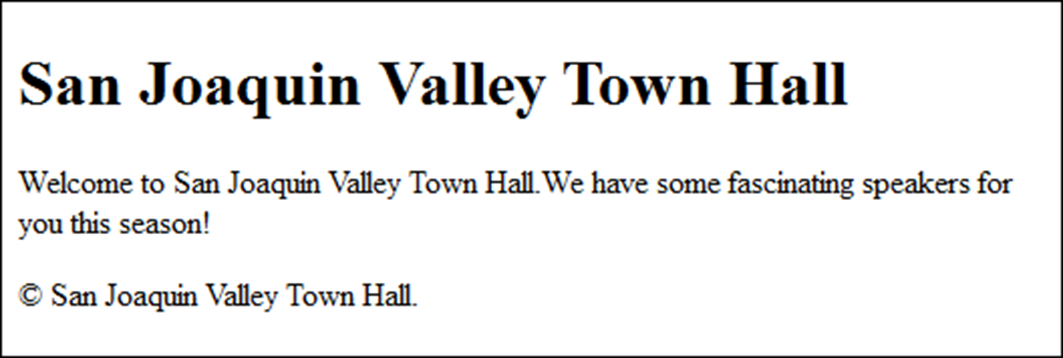 San Joaquin Valley Town Hall
Welcome to San Joaquin Valley Town Hall.We have some fascinating speakers for
you this season!
© San Joaquin Valley Town Hall.